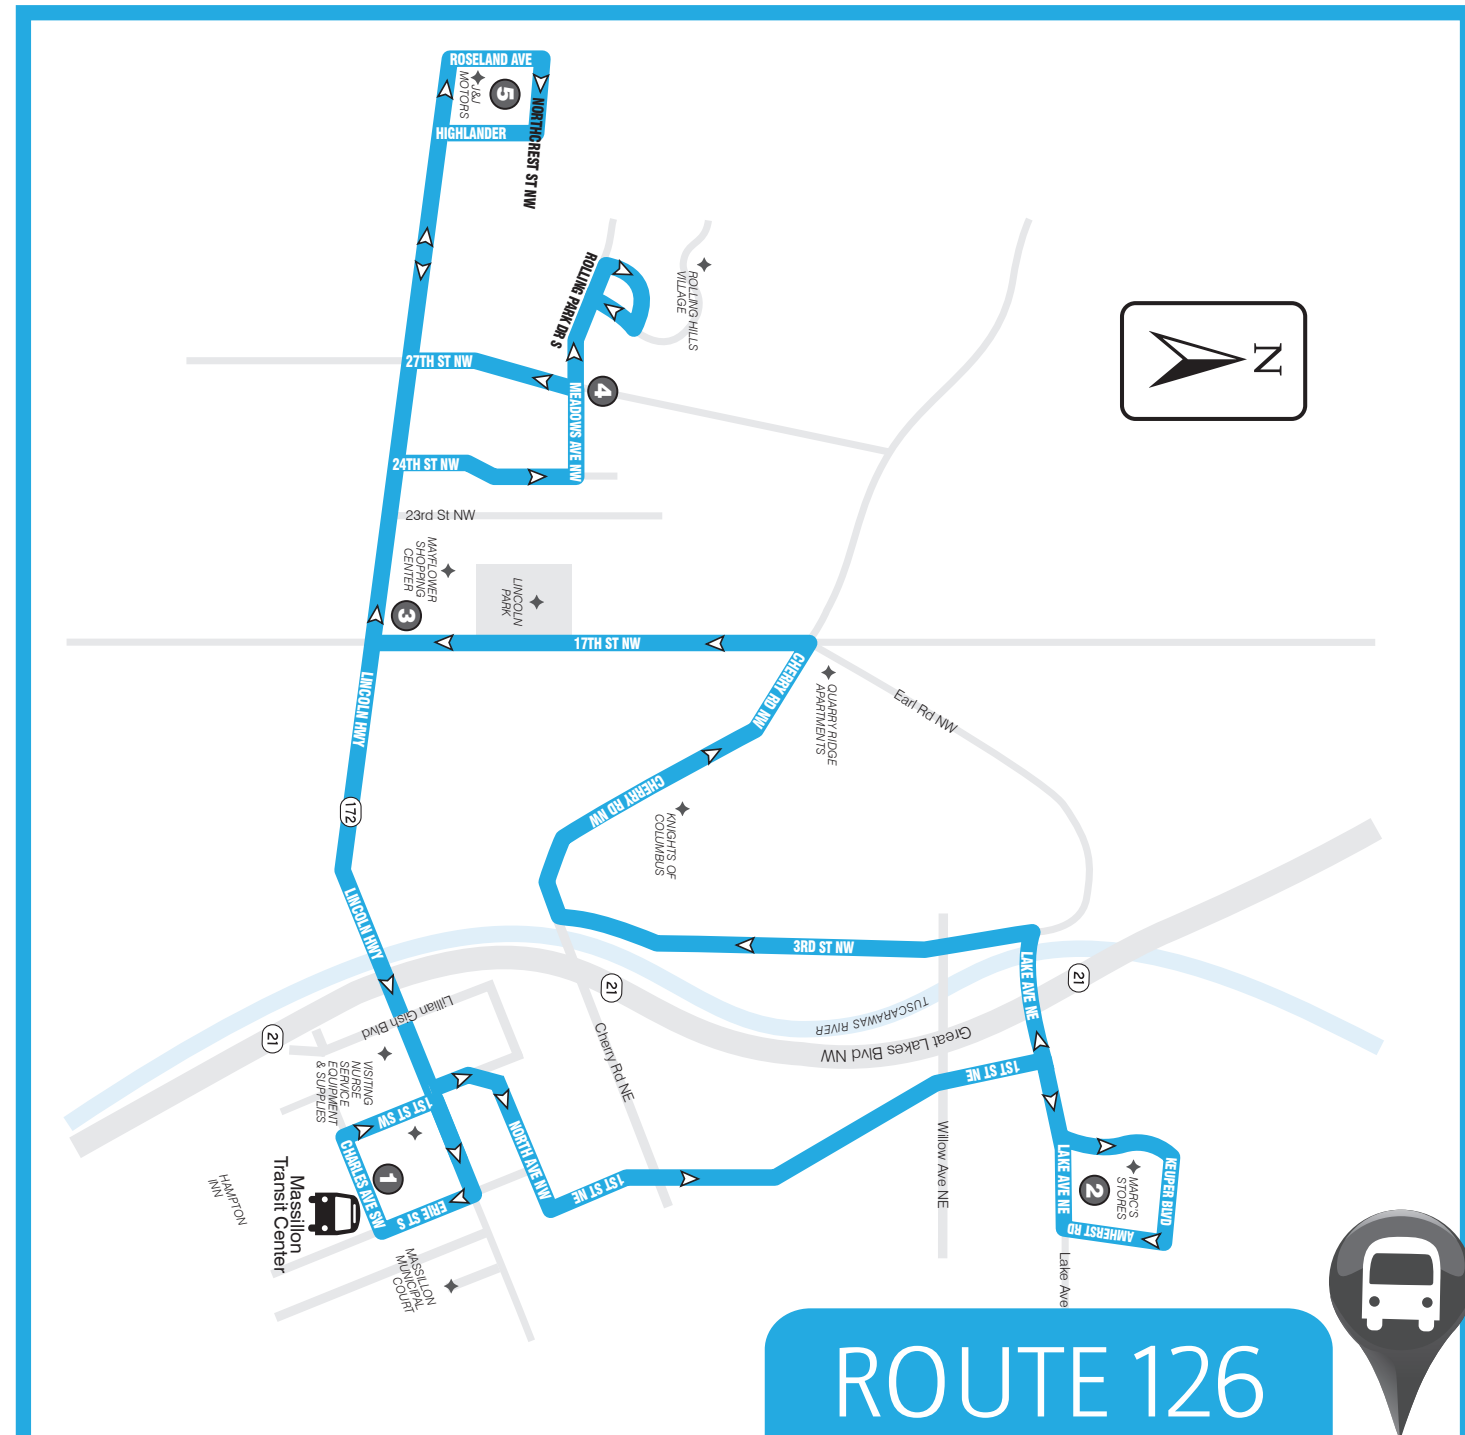 ROSELAND AVE
J&J
MOTORS
5
NORTHCREST ST NW
HIGHLANDER
ROLLING PARK DR S
ROLLING HILLS
VILLAGE
N
27TH ST NW
4
MEADOWS AVE NW
24TH ST NW
23rd St NW
MAYFLOWER
SHOPPING
CENTER
3
LINCOLN
PARK
17TH ST NW
CHERRY RD NW
QUARRY RIDGE
APARTMENTS
Earl Rd NW
LINCOLN HWY
172
CHERRY RD NW
KNIGHTS OF
COLUMBUS
LINCOLN HWY
3RD ST NW
LAKE AVE NE
21
21
21
TUSCARAWAS RIVER
Great Lakes Blvd NW
Lillian Gish Blvd
Cherry Rd NE
1ST ST NE
VISITING
NURSE
SERVICE
EQUIPMENT
& SUPPLIES
1ST ST SW
NORTH AVE NW
Willow Ave NE
LAKE AVE NE
MARC'S
STORES
2
KEUPER BLVD
CHARLES AVE SW
1
1ST ST NE
HAMPTON
INN
Massillon
Transit Center
ERIE ST S
AMHERST RD
MASSILLON
MUNICIPAL
COURT
Lake Ave
ROUTE 126